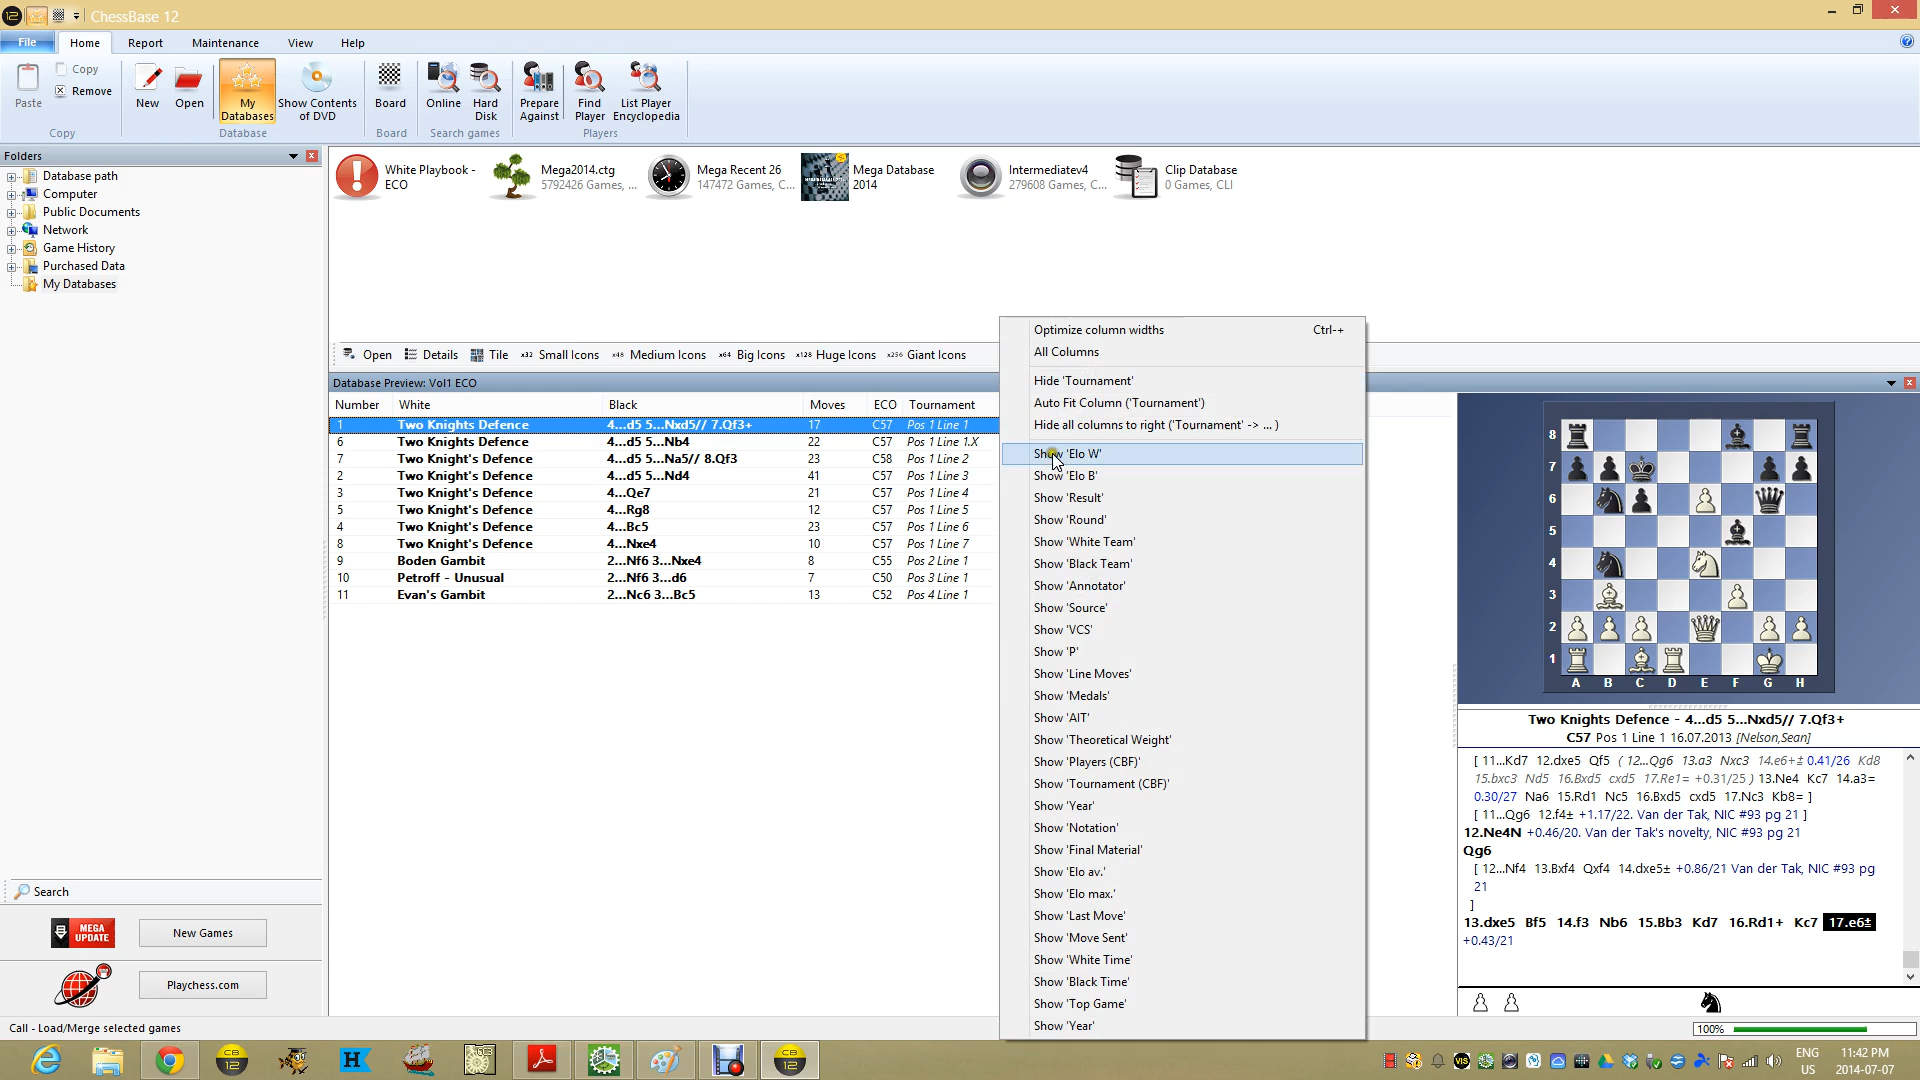 ChessBase 12
File Home Report Maintenance View Help
Paste Copy Remove
Copy
New Open My Databases Show Contents of DVD
Database
Board
Board
Online Hard Disk
Search games
Prepare Against Find Player List Player Encyclopedia
Players
Folders
Database path
Computer
Public Documents
Network
Game History
Purchased Data
My Databases
Search
MEGA UPDATE
New Games
Playchess.com
Call - Load/Merge selected games
White Playbook - ECO
Mega2014.ctg
5792426 Games, ...
Mega Recent 26
147472 Games, C...
Mega Database 2014
Intermediatev4
279608 Games, C...
Clip Database
0 Games, CLI
Open Details Tile x32 Small Icons x48 Medium Icons x64 Big Icons x128 Huge Icons x256 Giant Icons
Database Preview: Vol1 ECO
Number White Black Moves ECO Tournament
1 Two Knights Defence 4...d5 5...Nxd5// 7.Qf3+ 17 C57 Pos 1 Line 1
6 Two Knights Defence 4...d5 5...Nb4 22 C57 Pos 1 Line 1.X
7 Two Knights Defence 4...d5 5...Na5// 8.Qf3 23 C58 Pos 1 Line 2
2 Two Knights Defence 4...d5 5...Nd4 41 C57 Pos 1 Line 3
3 Two Knight's Defence 4...Qe7 21 C57 Pos 1 Line 4
5 Two Knight's Defence 4...Rg8 12 C57 Pos 1 Line 5
4 Two Knight's Defence 4...Bc5 23 C57 Pos 1 Line 6
8 Two Knight's Defence 4...Nxe4 10 C57 Pos 1 Line 7
9 Boden Gambit 2...Nf6 3...Nxe4 8 C55 Pos 2 Line 1
10 Petroff - Unusual 2...Nf6 3...d6 7 C50 Pos 3 Line 1
11 Evan's Gambit 2...Nc6 3...Bc5 13 C52 Pos 4 Line 1
Optimize column widths Ctrl-+
All Columns
Hide 'Tournament'
Auto Fit Column ('Tournament')
Hide all columns to right ('Tournament' -> ... )
Show 'Elo W'
Show 'Elo B'
Show 'Result'
Show 'Round'
Show 'White Team'
Show 'Black Team'
Show 'Annotator'
Show 'Source'
Show 'VCS'
Show 'P'
Show 'Line Moves'
Show 'Medals'
Show 'AIT'
Show 'Theoretical Weight'
Show 'Players (CBF)'
Show 'Tournament (CBF)'
Show 'Year'
Show 'Notation'
Show 'Final Material'
Show 'Elo av.'
Show 'Elo max.'
Show 'Last Move'
Show 'Move Sent'
Show 'White Time'
Show 'Black Time'
Show 'Top Game'
Show 'Year'
8
7
6
5
4
3
2
1
A B C D E F G H
Two Knights Defence - 4...d5 5...Nxd5// 7.Qf3+
C57 Pos 1 Line 1 16.07.2013 [Nelson,Sean]
[ 11...Kd7 12.dxe5 Qf5 ( 12...Qg6 13.a3 Nxc3 14.e6+± 0.41/26 Kd8
15.bxc3 Nd5 16.Bxd5 cxd5 17.Re1= +0.31/25 ) 13.Ne4 Kc7 14.a3=
0.30/27 Na6 15.Rd1 Nc5 16.Bxd5 cxd5 17.Nc3 Kb8= ]
[ 11...Qg6 12.f4± +1.17/22. Van der Tak, NIC #93 pg 21 ]
12.Ne4N +0.46/20. Van der Tak's novelty, NIC #93 pg 21
Qg6
[ 12...Nf4 13.Bxf4 Qxf4 14.dxe5± +0.86/21 Van der Tak, NIC #93 pg
21
]
13.dxe5 Bf5 14.f3 Nb6 15.Bb3 Kd7 16.Rd1+ Kc7 17.e6±
+0.43/21
100%
ENG
US
11:42 PM
2014-07-07